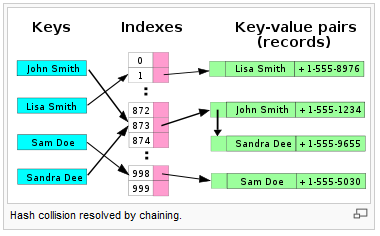 Keys
Indexes
Key-value pairs
(records)
John Smith
Lisa Smith
Sam Doe
Sandra Dee
0
1
:
872
873
874
:
998
999
Lisa Smith
+1-555-8976
John Smith
+1-555-1234
Sandra Dee
+1-555-9655
Sam Doe
+1-555-5030
Hash collision resolved by chaining.